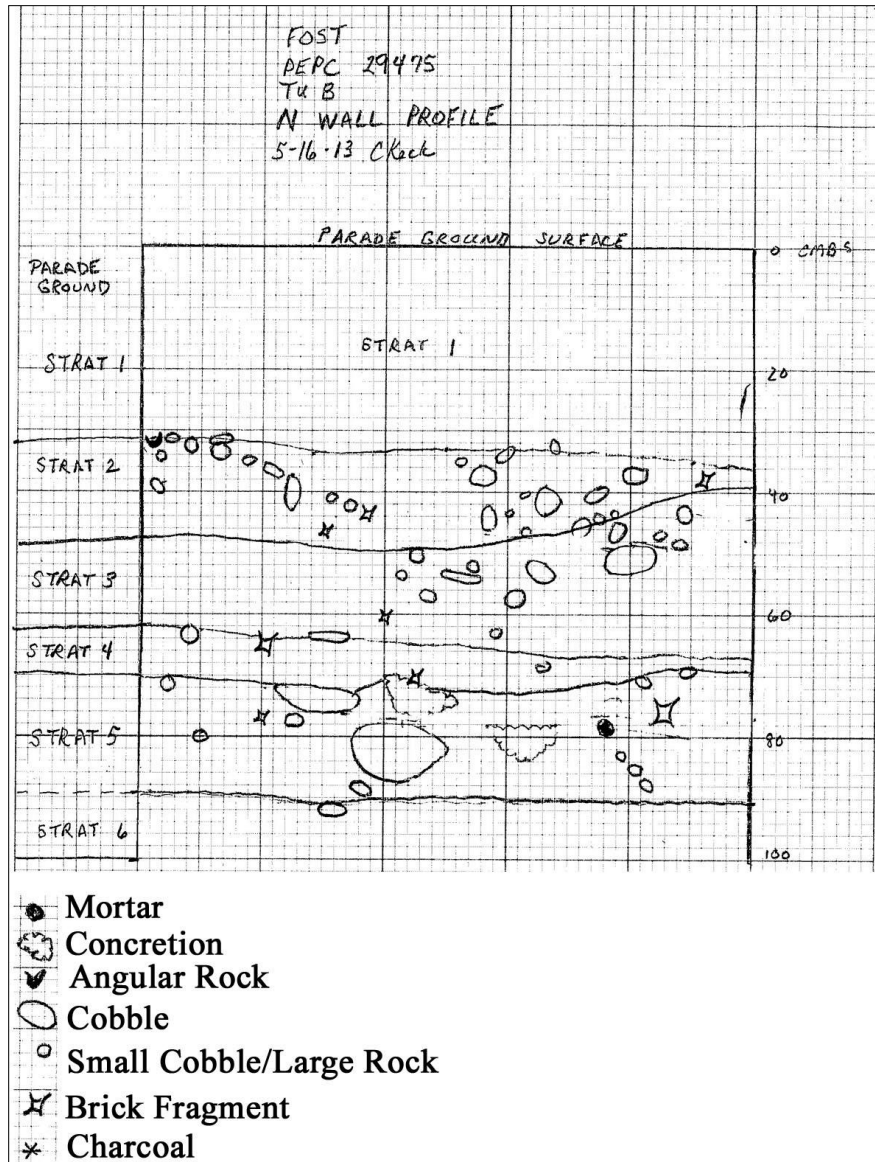 FOST
PEPC 29475
TU B
N WALL PROFILE
5-16-13 CKeck
PARADE GROUND SURFACE
0 CMBS
PARADE
GROUND
STRAT 1
STRAT 1
20
STRAT 2
40
STRAT 3
60
STRAT 4
STRAT 5
80
STRAT 6
100
Mortar
Concretion
Angular Rock
Cobble
Small Cobble/Large Rock
Brick Fragment
Charcoal